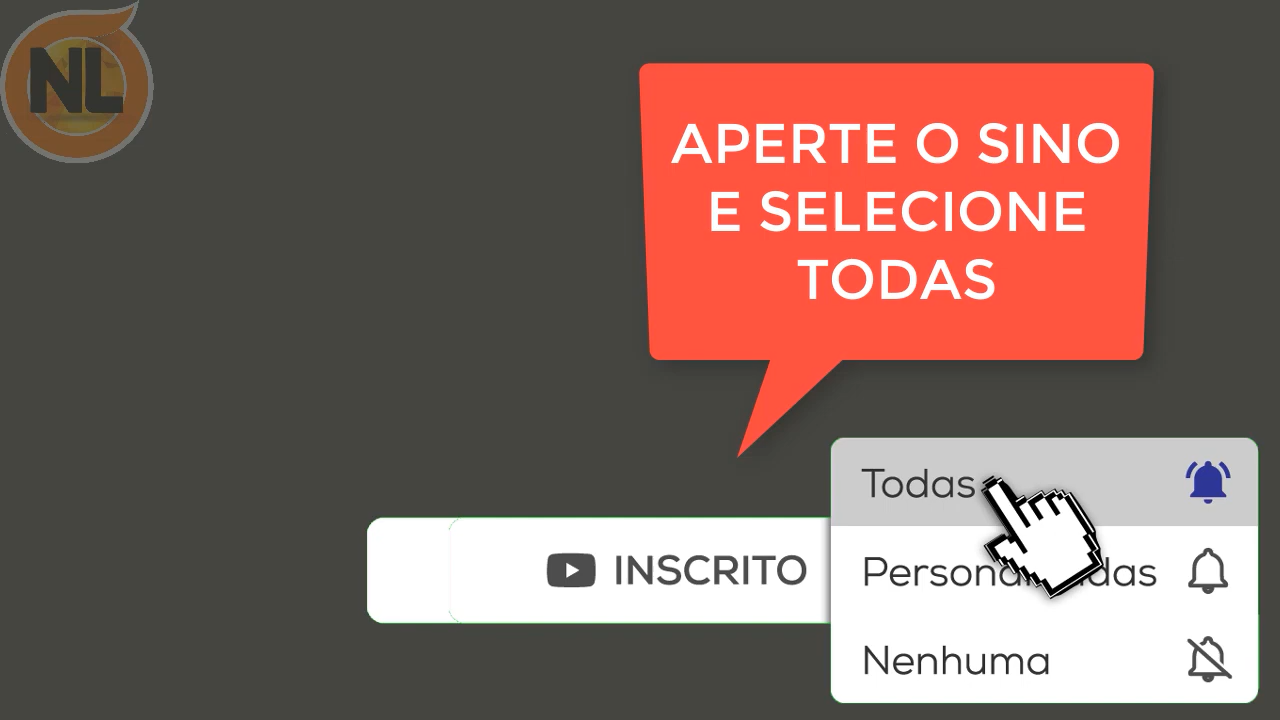 NL
APERTE O SINO
E SELECIONE
TODAS
Todas
INSCRITO
Nenhuma